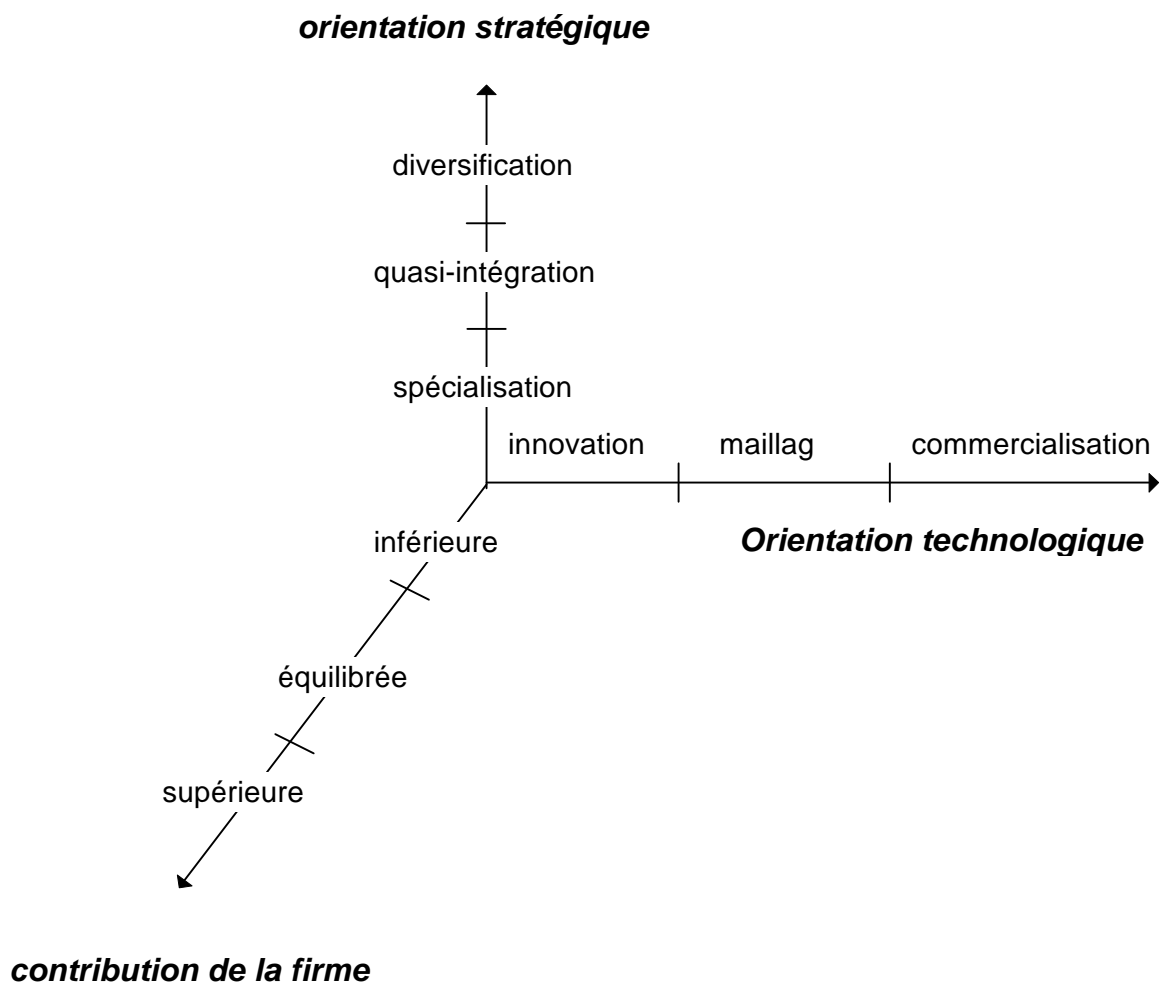 orientation stratégique
diversification
quasi-intégration
spécialisation
innovation maillag commercialisation
inférieure
Orientation technologique
équilibrée
supérieure
contribution de la firme